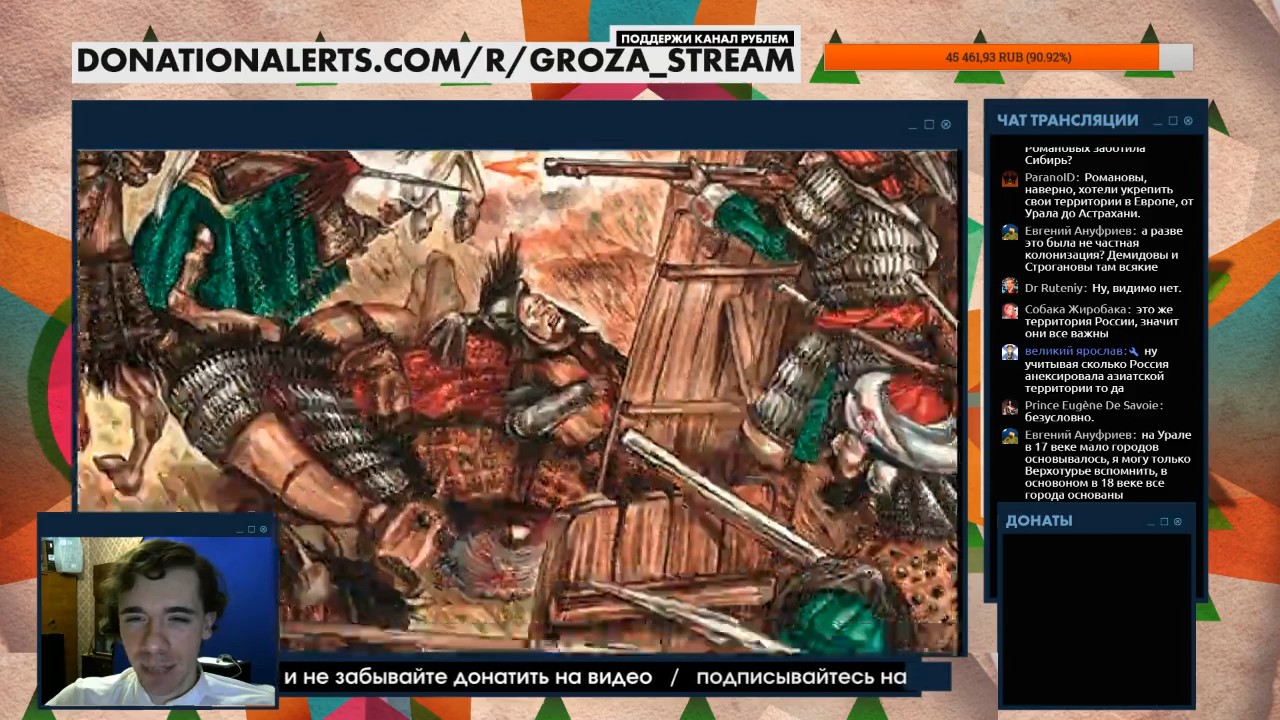 ПОДДЕРЖИ КАНАЛ РУБЛЕМ
DONATIONALERTS.COM/R/GROZA_STREAM
45 461,93 RUB (90.92%)
ЧАТ ТРАНСЛЯЦИИ
Романовых заботила
Сибирь?
ParanoID: Романовы,
наверно, хотели укрепить
свои территории в Европе, от
Урала до Астрахани.
Евгений Ануфриев: а разве
это была не частная
колонизация? Демидовы и
Строгановы там всякие
Dr Ruteniy: Ну, видимо нет.
Собака Жиробака: это же
территория России, значит
они все важны
великий ярослав: ну
учитывая сколько Россия
анексировала азиатской
территории то да
Prince Eugène De Savoie:
безусловно.
Евгений Ануфриев: на Урале
в 17 веке мало городов
основывалось, я могу только
Верхотурье вспомнить, в
основоном в 18 веке все
города основаны
ДОНАТЫ
и не забывайте донатить на видео / подписывайтесь на